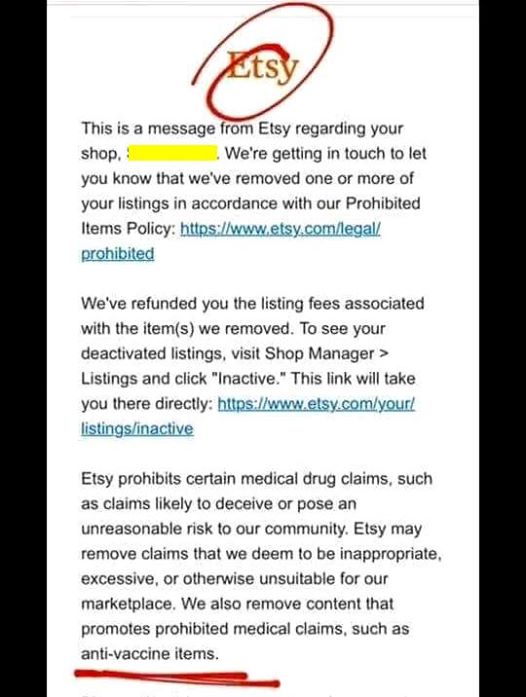 Etsy
This is a message from Etsy regarding your
shop, . We're getting in touch to let
you know that we've removed one or more of
your listings in accordance with our Prohibited
Items Policy: https://www.etsy.com/legal/
prohibited
We've refunded you the listing fees associated
with the item(s) we removed. To see your
deactivated listings, visit Shop Manager >
Listings and click "Inactive." This link will take
you there directly: https://www.etsy.com/your/
listings/inactive
Etsy prohibits certain medical drug claims, such
as claims likely to deceive or pose an
unreasonable risk to our community. Etsy may
remove claims that we deem to be inappropriate,
excessive, or otherwise unsuitable for our
marketplace. We also remove content that
promotes prohibited medical claims, such as
anti-vaccine items.